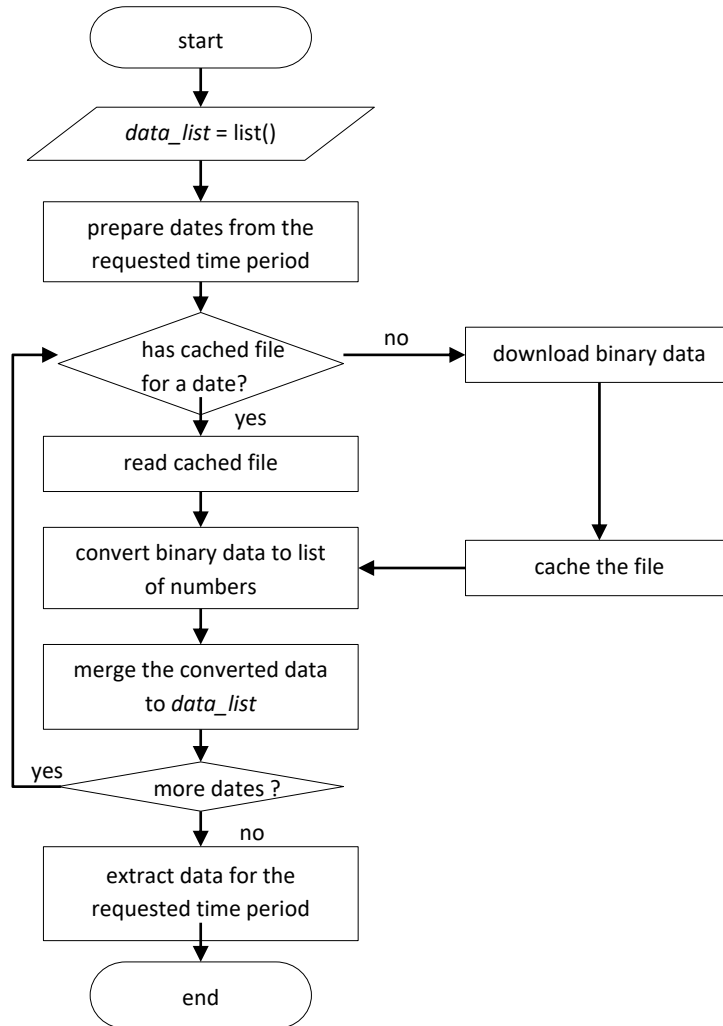 start
data_list = list()
prepare dates from the
requested time period
has cached file
for a date?
no
download binary data
yes
read cached file
convert binary data to list
of numbers
cache the file
merge the converted data
to data_list
yes
more dates ?
no
extract data for the
requested time period
end